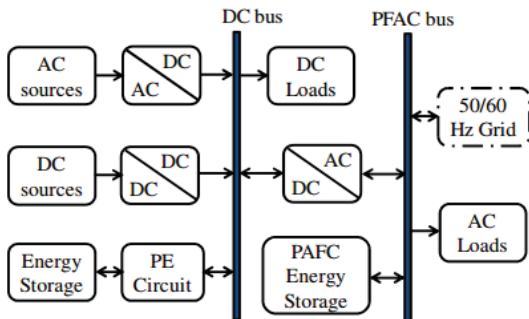 DC bus
PFAC bus
AC
sources
DC
AC
DC
Loads
50/60
Hz Grid
DC
sources
DC
DC
AC
DC
AC
Loads
Energy
Storage
PE
Circuit
PAFC
Energy
Storage